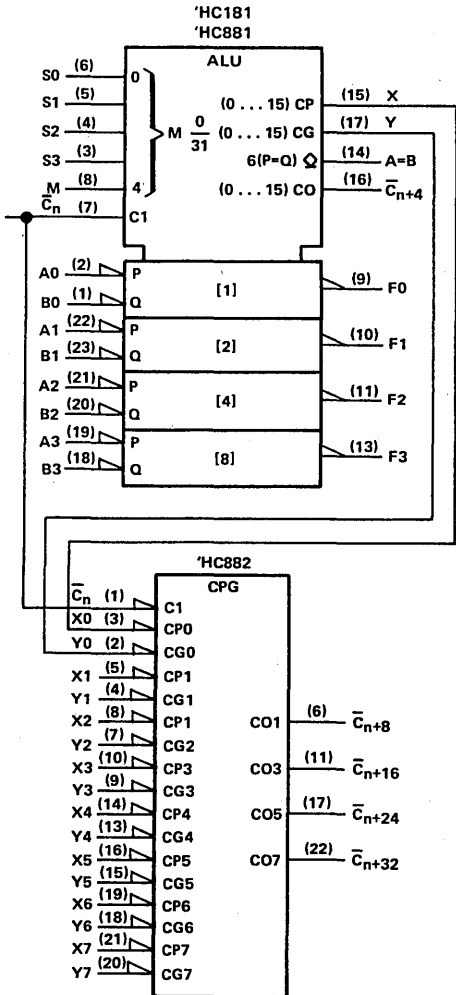 'HC181
'HC881
ALU
S0 (6) 0
S1 (5)
S2 (4)
S3 (3)
M (8) 4
C̅n (7) C1
M 0/31
(0 . . . 15) CP (15) X
(0 . . . 15) CG (17) Y
6(P=Q) (14) A=B
(0 . . . 15) CO (16) C̅n+4
A0 (2) P
B0 (1) Q
[1] (9) F0
A1 (22) P
B1 (23) Q
[2] (10) F1
A2 (21) P
B2 (20) Q
[4] (11) F2
A3 (19) P
B3 (18) Q
[8] (13) F3
'HC882
CPG
C̅n (1) C1
X0 (3) CP0
Y0 (2) CG0
X1 (5) CP1
Y1 (4) CG1
X2 (8) CP1
Y2 (7) CG2
X3 (10) CP3
Y3 (9) CG3
X4 (14) CP4
Y4 (13) CG4
X5 (16) CP5
Y5 (15) CG5
X6 (19) CP6
Y6 (18) CG6
X7 (21) CP7
Y7 (20) CG7
CO1 (6) C̅n+8
CO3 (11) C̅n+16
CO5 (17) C̅n+24
CO7 (22) C̅n+32